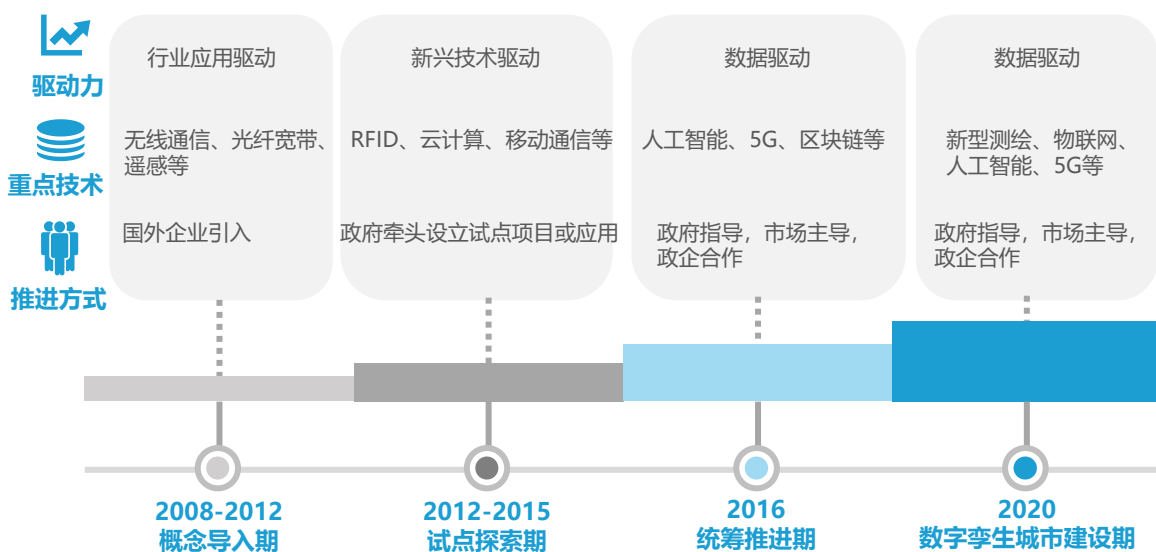 驱动力
行业应用驱动
新兴技术驱动
数据驱动
数据驱动
重点技术
无线通信、光纤宽带、
遥感等
RFID、云计算、移动通信等
人工智能、5G、区块链等
新型测绘、物联网、
人工智能、5G等
推进方式
国外企业引入
政府牵头设立试点项目或应用
政府指导，市场主导，
政企合作
政府指导，市场主导，
政企合作
2008-2012
概念导入期
2012-2015
试点探索期
2016
统筹推进期
2020
数字孪生城市建设期